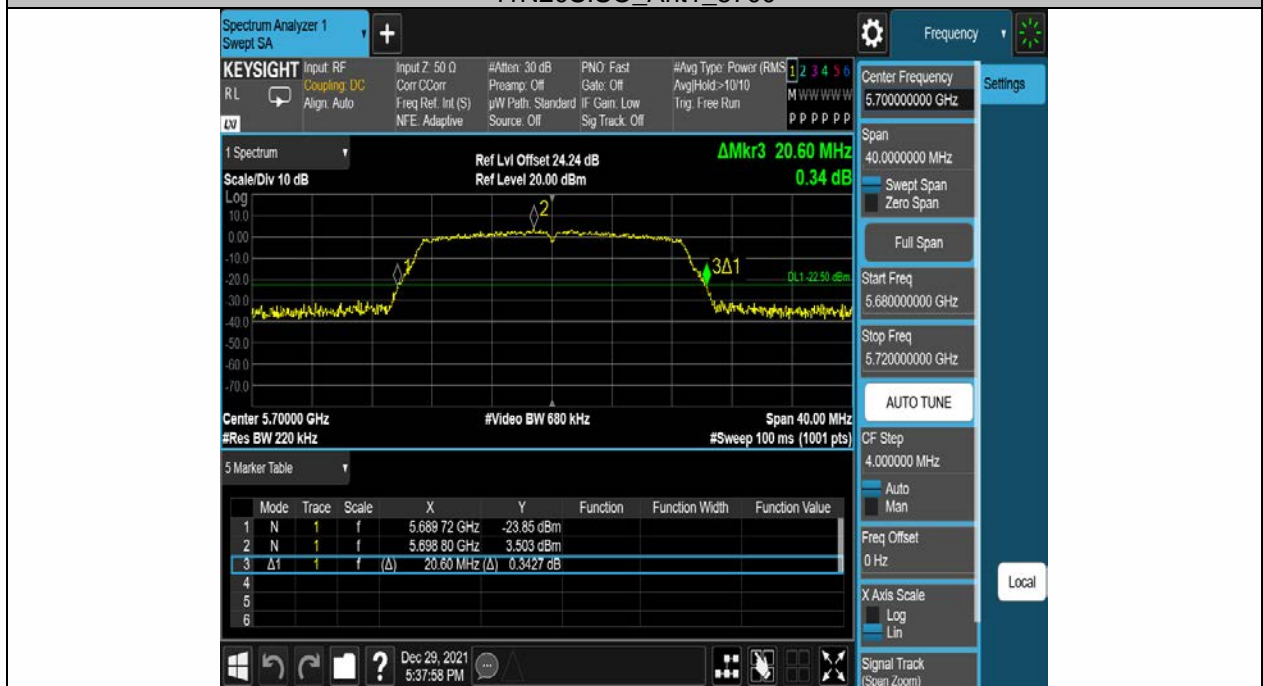 Spectrum Analyzer 1
Swept SA
+
Frequency
KEYSIGHT
RL
LXI
Input: RF
Coupling: DC
Align: Auto
Input Z: 50 Ω
Corr CCorr
Freq Ref: Int (S)
NFE: Adaptive
#Atten: 30 dB
Preamp: Off
µW Path: Standard
Source: Off
PNO: Fast
Gate: Off
IF Gain: Low
Sig Track: Off
#Avg Type: Power (RMS
Avg|Hold:>10/10
Trig: Free Run
1 2 3 4 5 6
M W W W W W
P P P P P P
1 Spectrum
Scale/Div 10 dB
Ref Lvl Offset 24.24 dB
Ref Level 20.00 dBm
ΔMkr3 20.60 MHz
0.34 dB
Log
10.0
0.00
-10.0
-20.0
-30.0
-40.0
-50.0
-60.0
-70.0
1
2
3Δ1
DL1 -22.50 dBm
Center 5.70000 GHz
#Res BW 220 kHz
#Video BW 680 kHz
Span 40.00 MHz
#Sweep 100 ms (1001 pts)
5 Marker Table
Mode Trace Scale X Y Function Function Width Function Value
1 N 1 f 5.689 72 GHz -23.85 dBm
2 N 1 f 5.698 80 GHz 3.503 dBm
3 Δ1 1 f (Δ) 20.60 MHz (Δ) 0.3427 dB
4
5
6
Dec 29, 2021
5:37:58 PM
?
Center Frequency
5.700000000 GHz
Settings
Span
40.0000000 MHz
Swept Span
Zero Span
Full Span
Start Freq
5.680000000 GHz
Stop Freq
5.720000000 GHz
AUTO TUNE
CF Step
4.000000 MHz
Auto
Man
Freq Offset
0 Hz
X Axis Scale
Log
Lin
Local
Signal Track
(Span Zoom)